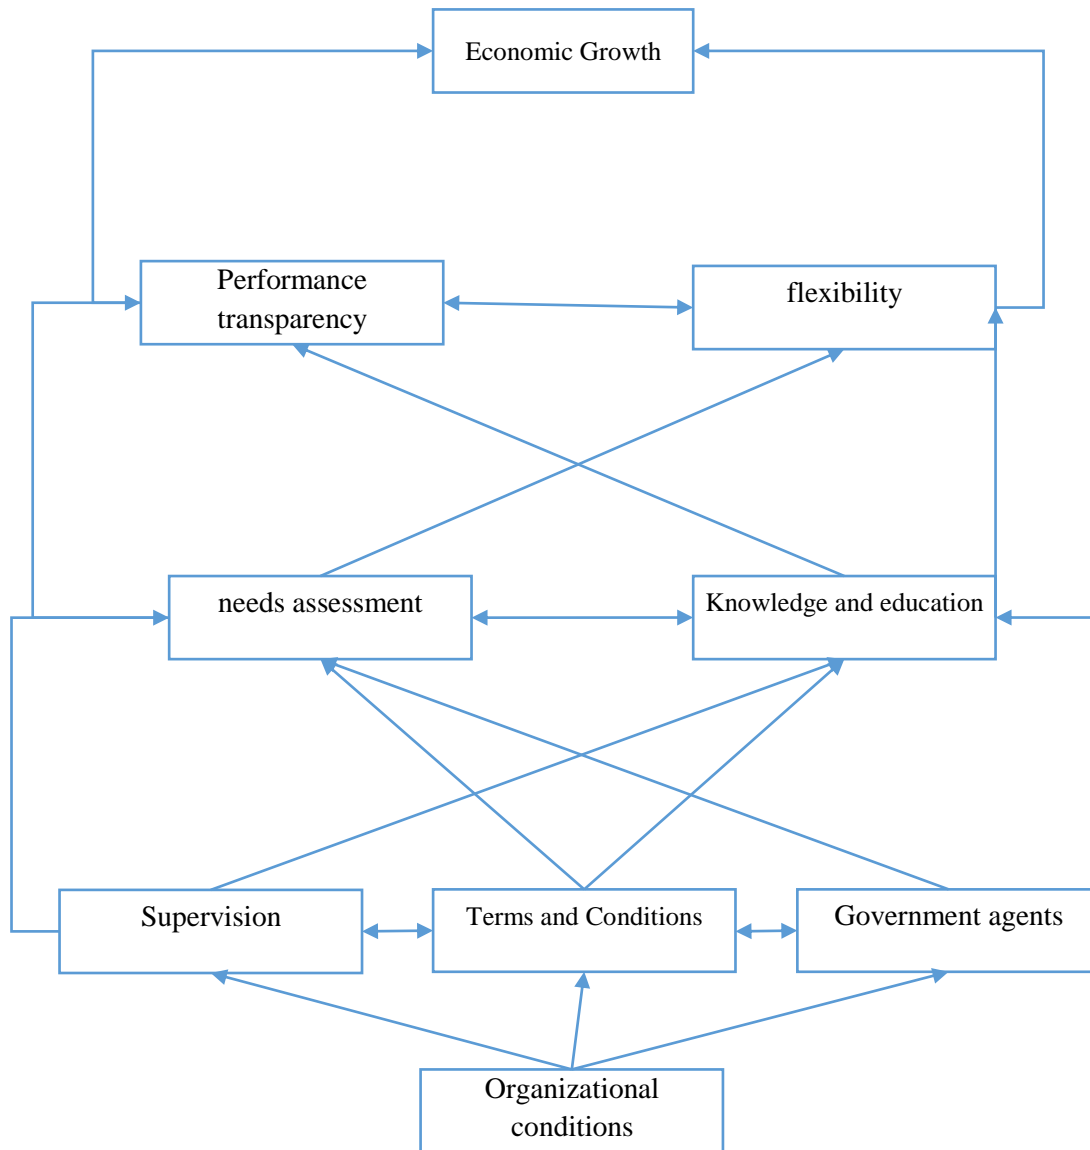 Economic Growth
Performance
transparency
flexibility
needs assessment
Knowledge and education
Supervision
Terms and Conditions
Government agents
Organizational
conditions